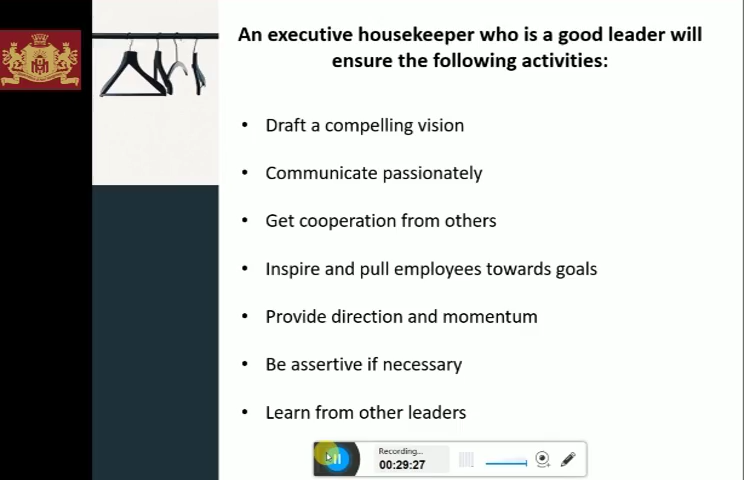 An executive housekeeper who is a good leader will
ensure the following activities:
• Draft a compelling vision
• Communicate passionately
• Get cooperation from others
• Inspire and pull employees towards goals
• Provide direction and momentum
• Be assertive if necessary
• Learn from other leaders
Recording...
00:29:27